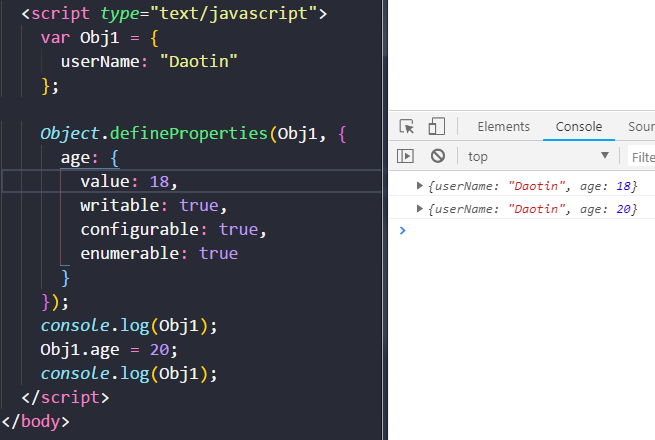 <script type="text/javascript">
var Obj1 = {
userName: "Daotin"
};
Object.defineProperties(Obj1, {
age: {
value: 18,
writable: true,
configurable: true,
enumerable: true
}
});
console.log(Obj1);
Obj1.age = 20;
console.log(Obj1);
</script>
</body>
Elements Console Sour
top Filte
{userName: "Daotin", age: 18}
{userName: "Daotin", age: 20}